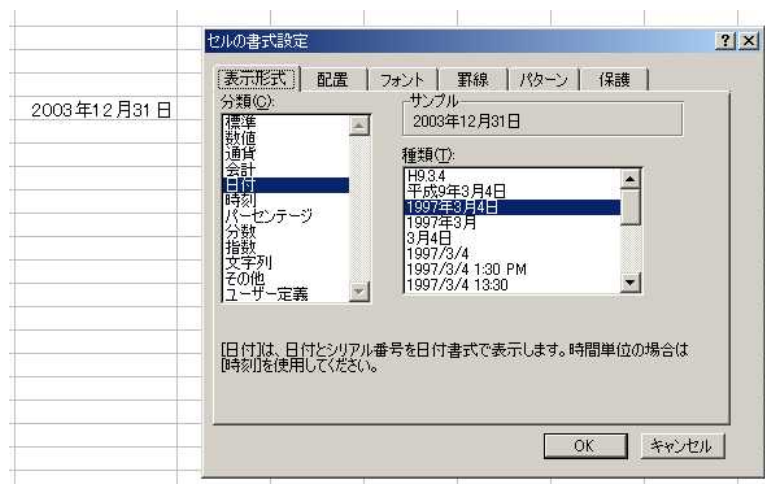 セルの書式設定
表示形式 配置 フォント 罫線 パターン 保護
2003年12月31日
分類(C):
標準
数値
通貨
会計
日付
時刻
パーセンテージ
分数
指数
文字列
その他
ユーザー定義
サンプル
2003年12月31日
種類(T):
H9.3.4
平成9年3月4日
1997年3月4日
1997年3月
3月4日
1997/3/4
1997/3/4 1:30 PM
1997/3/4 13:30
[日付]は、日付とシリアル番号を日付書式で表示します。時間単位の場合は
[時刻]を使用してください。
OK キャンセル